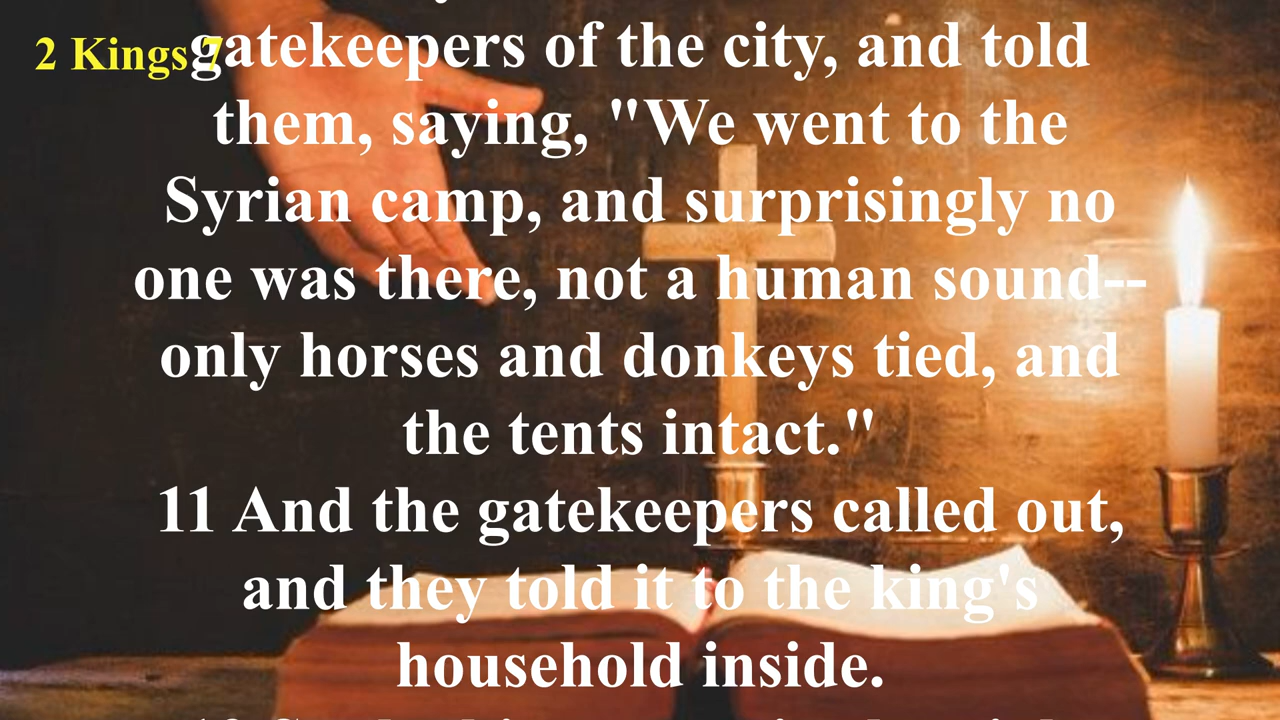 2 Kings 7
gatekeepers of the city, and told
them, saying, "We went to the
Syrian camp, and surprisingly no
one was there, not a human sound--
only horses and donkeys tied, and
the tents intact."
11 And the gatekeepers called out,
and they told it to the king's
household inside.